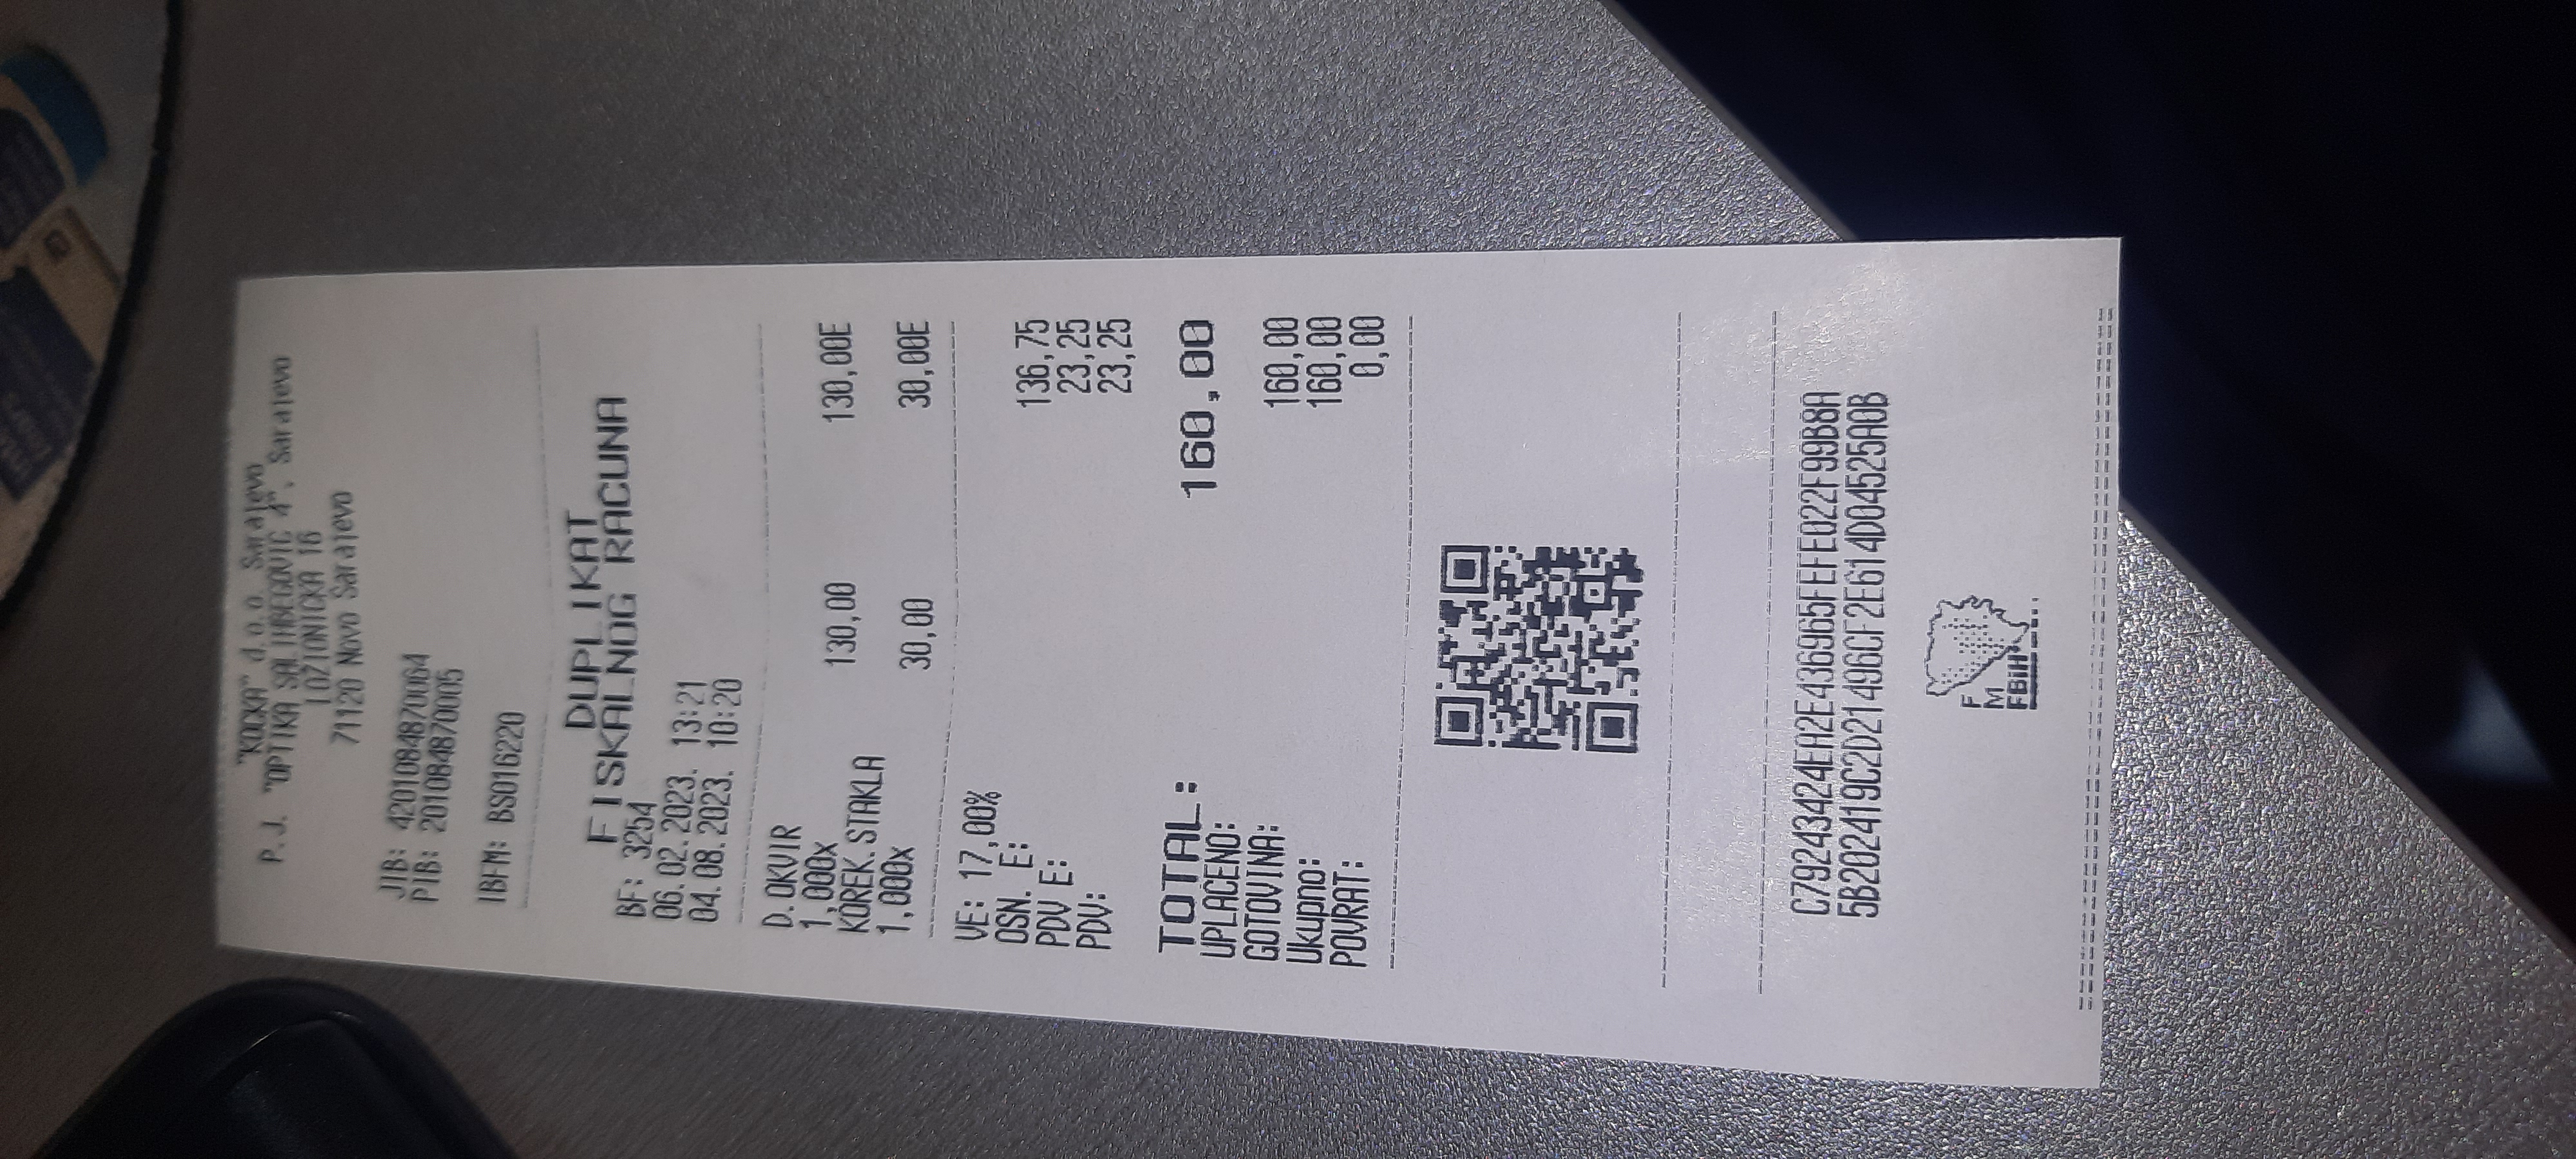 "KOCKA" d.o.o. Sarajevo
P.J. "OPTIKA SALIHBEGOVIC 4", Sarajevo
LOZIONICKA 16
71120 Novo Sarajevo
JIB: 4201084870064
PIB: 201084870005
IBFM: BS016220
DUPLIKAT
FISKALNOG RACUNA
BF: 3254
06.02.2023. 13:21
04.08.2023. 10:20
D.OKVIR
1,000x 130,00 130,00E
KOREK.STAKLA
1,000x 30,00 30,00E
VE: 17,00%
OSN. E: 136,75
PDV E: 23,25
PDV: 23,25
TOTAL: 160,00
UPLAĆENO: 160,00
GOTOVINA: 160,00
Ukupno:
POVRAT: 0,00
C79243424EA2E436965FEFE022F99B8A
5B202419C2D21496CF2E614D04525A0B
F
M
FBiH